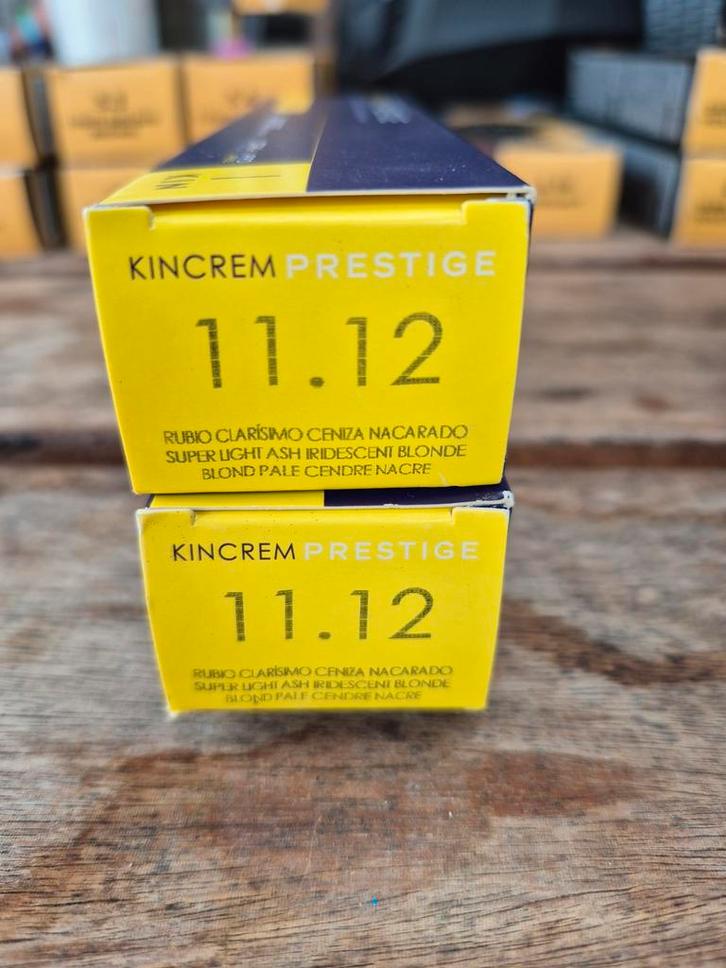 KIN
KINCREM PRESTIGE
11.12
RUBIO CLARÍSIMO CENIZA NACARADO
SUPER LIGHT ASH IRIDESCENT BLONDE
BLOND PALE CENDRE NACRE
KINCREM PRESTIGE
11.12
RUBIO CLARÍSIMO CENIZA NACARADO
SUPER LIGHT ASH IRIDESCENT BLONDE
BLOND PALE CENDRE NACRE